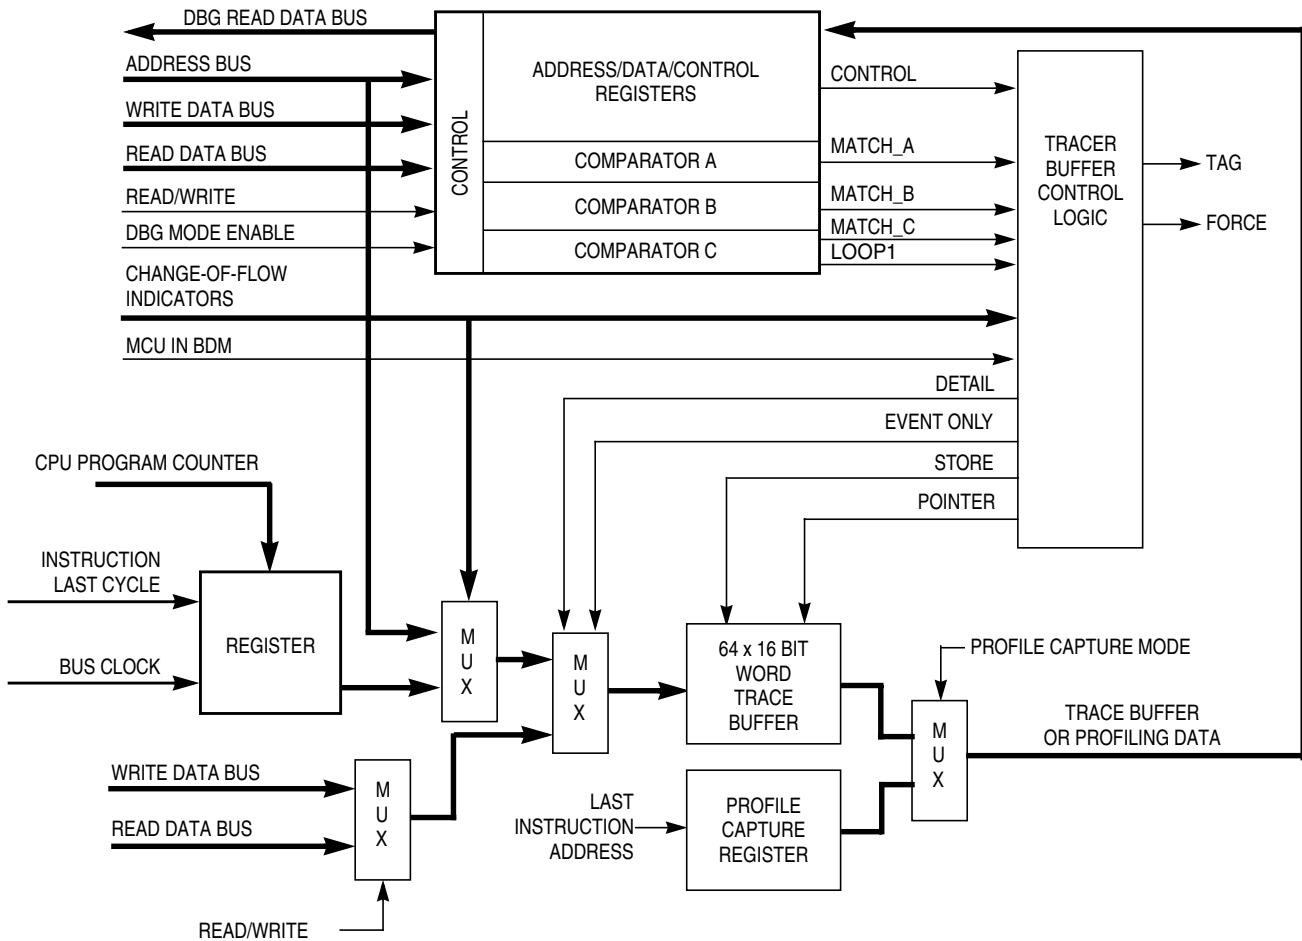 DBG READ DATA BUS
ADDRESS BUS
WRITE DATA BUS
READ DATA BUS
READ/WRITE
DBG MODE ENABLE
CHANGE-OF-FLOW
INDICATORS
MCU IN BDM
CONTROL
ADDRESS/DATA/CONTROL
REGISTERS
COMPARATOR A
COMPARATOR B
COMPARATOR C
CONTROL
MATCH_A
MATCH_B
MATCH_C
LOOP1
TRACER
BUFFER
CONTROL
LOGIC
TAG
FORCE
DETAIL
EVENT ONLY
STORE
POINTER
CPU PROGRAM COUNTER
INSTRUCTION
LAST CYCLE
BUS CLOCK
REGISTER
M
U
X
M
U
X
64 x 16 BIT
WORD
TRACE
BUFFER
PROFILE CAPTURE MODE
M
U
X
TRACE BUFFER
OR PROFILING DATA
WRITE DATA BUS
READ DATA BUS
M
U
X
READ/WRITE
LAST
INSTRUCTION
ADDRESS
PROFILE
CAPTURE
REGISTER